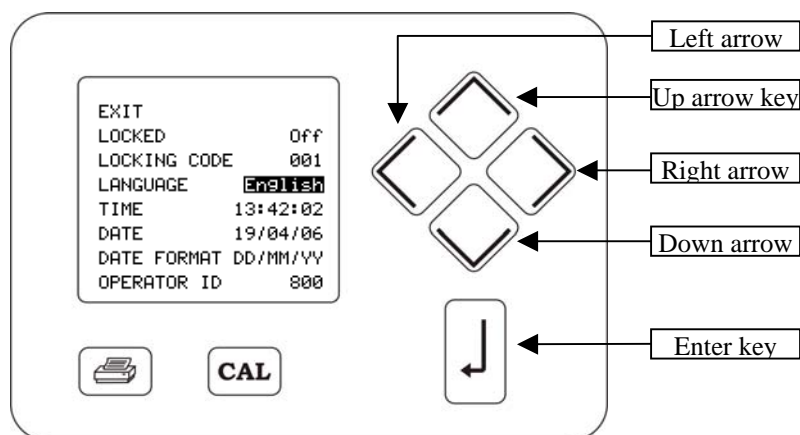 EXIT
LOCKED Off
LOCKING CODE 001
LANGUAGE English
TIME 13:42:02
DATE 19/04/06
DATE FORMAT DD/MM/YY
OPERATOR ID 800
CAL
Left arrow
Up arrow key
Right arrow
Down arrow
Enter key